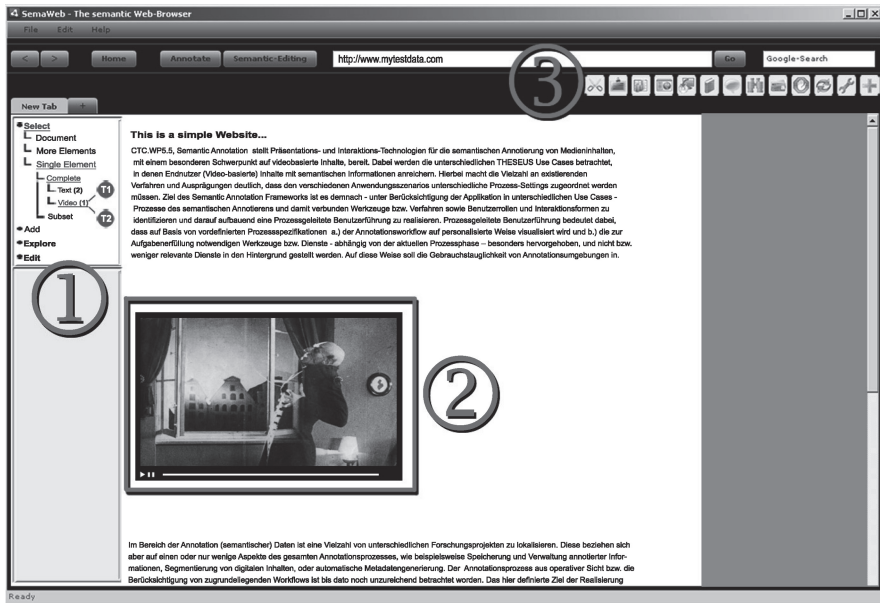 SemaWeb - The semantic Web-Browser
File Edit Help
< > Home Annotate Semantic-Editing http://www.mytestdata.com Go Google-Search
3
New Tab +
Select
Document
More Elements
Single Element
Complete
Text (2) T1
Video (1)
T2
Subset
Add
Explore
Edit
1
This is a simple Website...
CTC.WP5.5, Semantic Annotation stellt Präsentations- und Interaktions-Technologien für die semantischen Annotierung von Medieninhalten,
mit einem besonderen Schwerpunkt auf videobasierte Inhalte, bereit. Dabei werden die unterschiedlichen THESEUS Use Cases betrachtet,
in denen Endnutzer (Video-basierte) Inhalte mit semantischen Informationen anreichern. Hierbei macht die Vielzahl an existierenden
Verfahren und Ausprägungen deutlich, dass den verschiedenen Anwendungsszenarios unterschiedliche Prozess-Settings zugeordnet werden
müssen. Ziel des Semantic Annotation Frameworks ist es demnach - unter Berücksichtigung der Applikation in unterschiedlichen Use Cases -
Prozesse des semantischen Annotierens und damit verbunden Werkzeuge bzw. Verfahren sowie Benutzerrollen und Interaktionsformen zu
identifizieren und darauf aufbauend eine Prozessgeleitete Benutzerführung zu realisieren. Prozessgeleitete Benutzerführung bedeutet dabei,
dass auf Basis von vordefinierten Prozessspezifikationen a.) der Annotationsworkflow auf personalisierte Weise visualisiert wird und b.) die zur
Aufgabenerfüllung notwendigen Werkzeuge bzw. Dienste - abhängig von der aktuellen Prozessphase – besonders hervorgehoben, und nicht bzw.
weniger relevante Dienste in den Hintergrund gestellt werden. Auf diese Weise soll die Gebrauchstauglichkeit von Annotationsumgebungen in.
2
Im Bereich der Annotation (semantischer) Daten ist eine Vielzahl von unterschiedlichen Forschungsprojekten zu lokalisieren. Diese beziehen sich
aber auf einen oder nur wenige Aspekte des gesamten Annotationsprozesses, wie beispielsweise Speicherung und Verwaltung annotierter Infor-
mationen, Segmentierung von digitalen Inhalten, oder automatische Metadatengenerierung. Der Annotationsprozess aus operativer Sicht bzw. die
Berücksichtigung von zugrundeliegenden Workflows ist bis dato noch unzureichend betrachtet worden. Das hier definierte Ziel der Realisierung
Ready